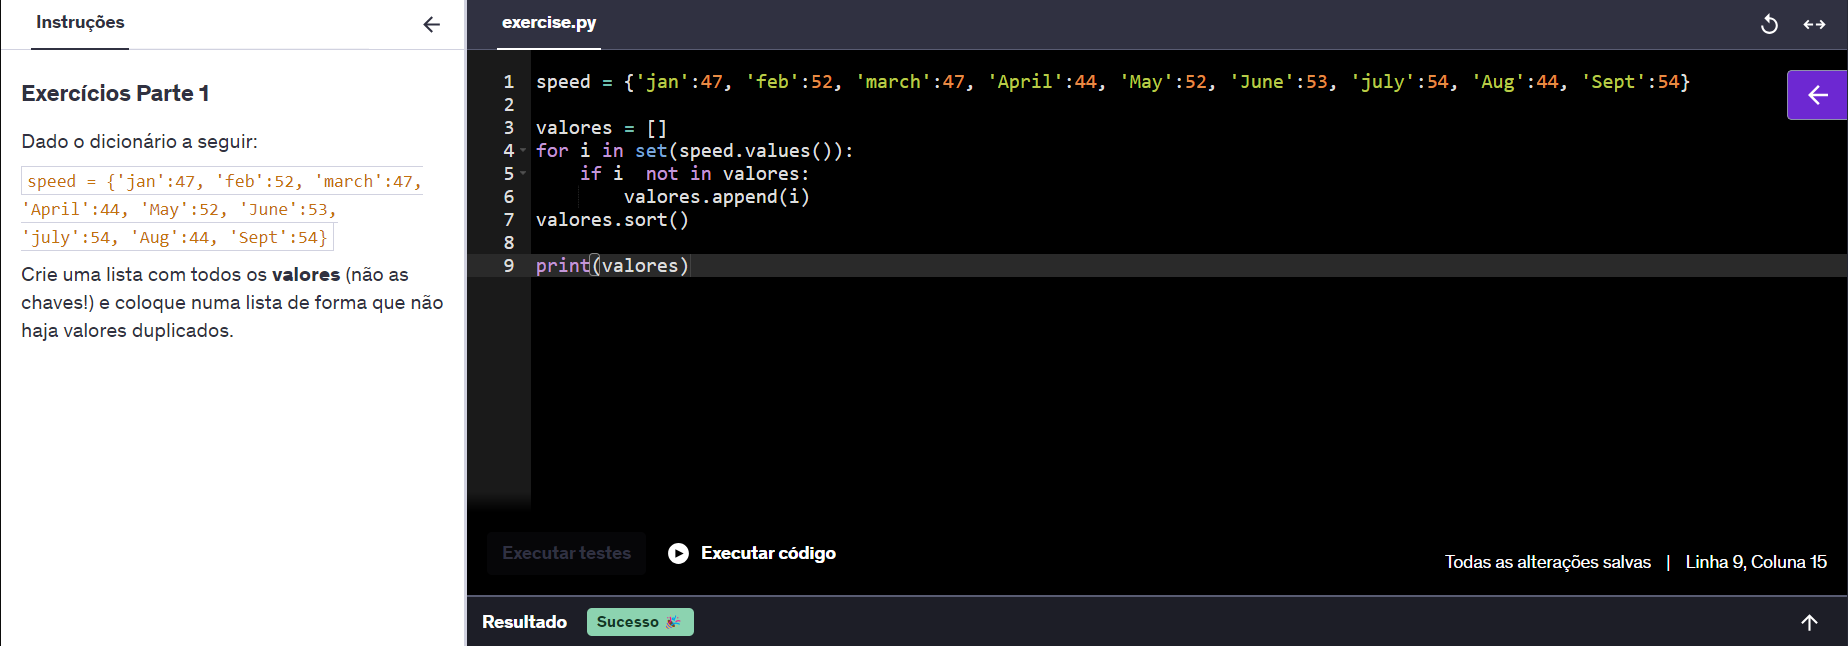 Instruções
Exercícios Parte 1
Dado o dicionário a seguir:
speed = {'jan':47, 'feb':52, 'march':47,
'April':44, 'May':52, 'June':53,
'july':54, 'Aug':44, 'Sept':54}
Crie uma lista com todos os valores (não as
chaves!) e coloque numa lista de forma que não
haja valores duplicados.
exercise.py
1 speed = {'jan':47, 'feb':52, 'march':47, 'April':44, 'May':52, 'June':53, 'july':54, 'Aug':44, 'Sept':54}
2
3 valores = []
4 for i in set(speed.values()):
5     if i  not in valores:
6         valores.append(i)
7 valores.sort()
8
9 print(valores)
Executar testes
Executar código
Todas as alterações salvas | Linha 9, Coluna 15
Resultado
Sucesso 🎉